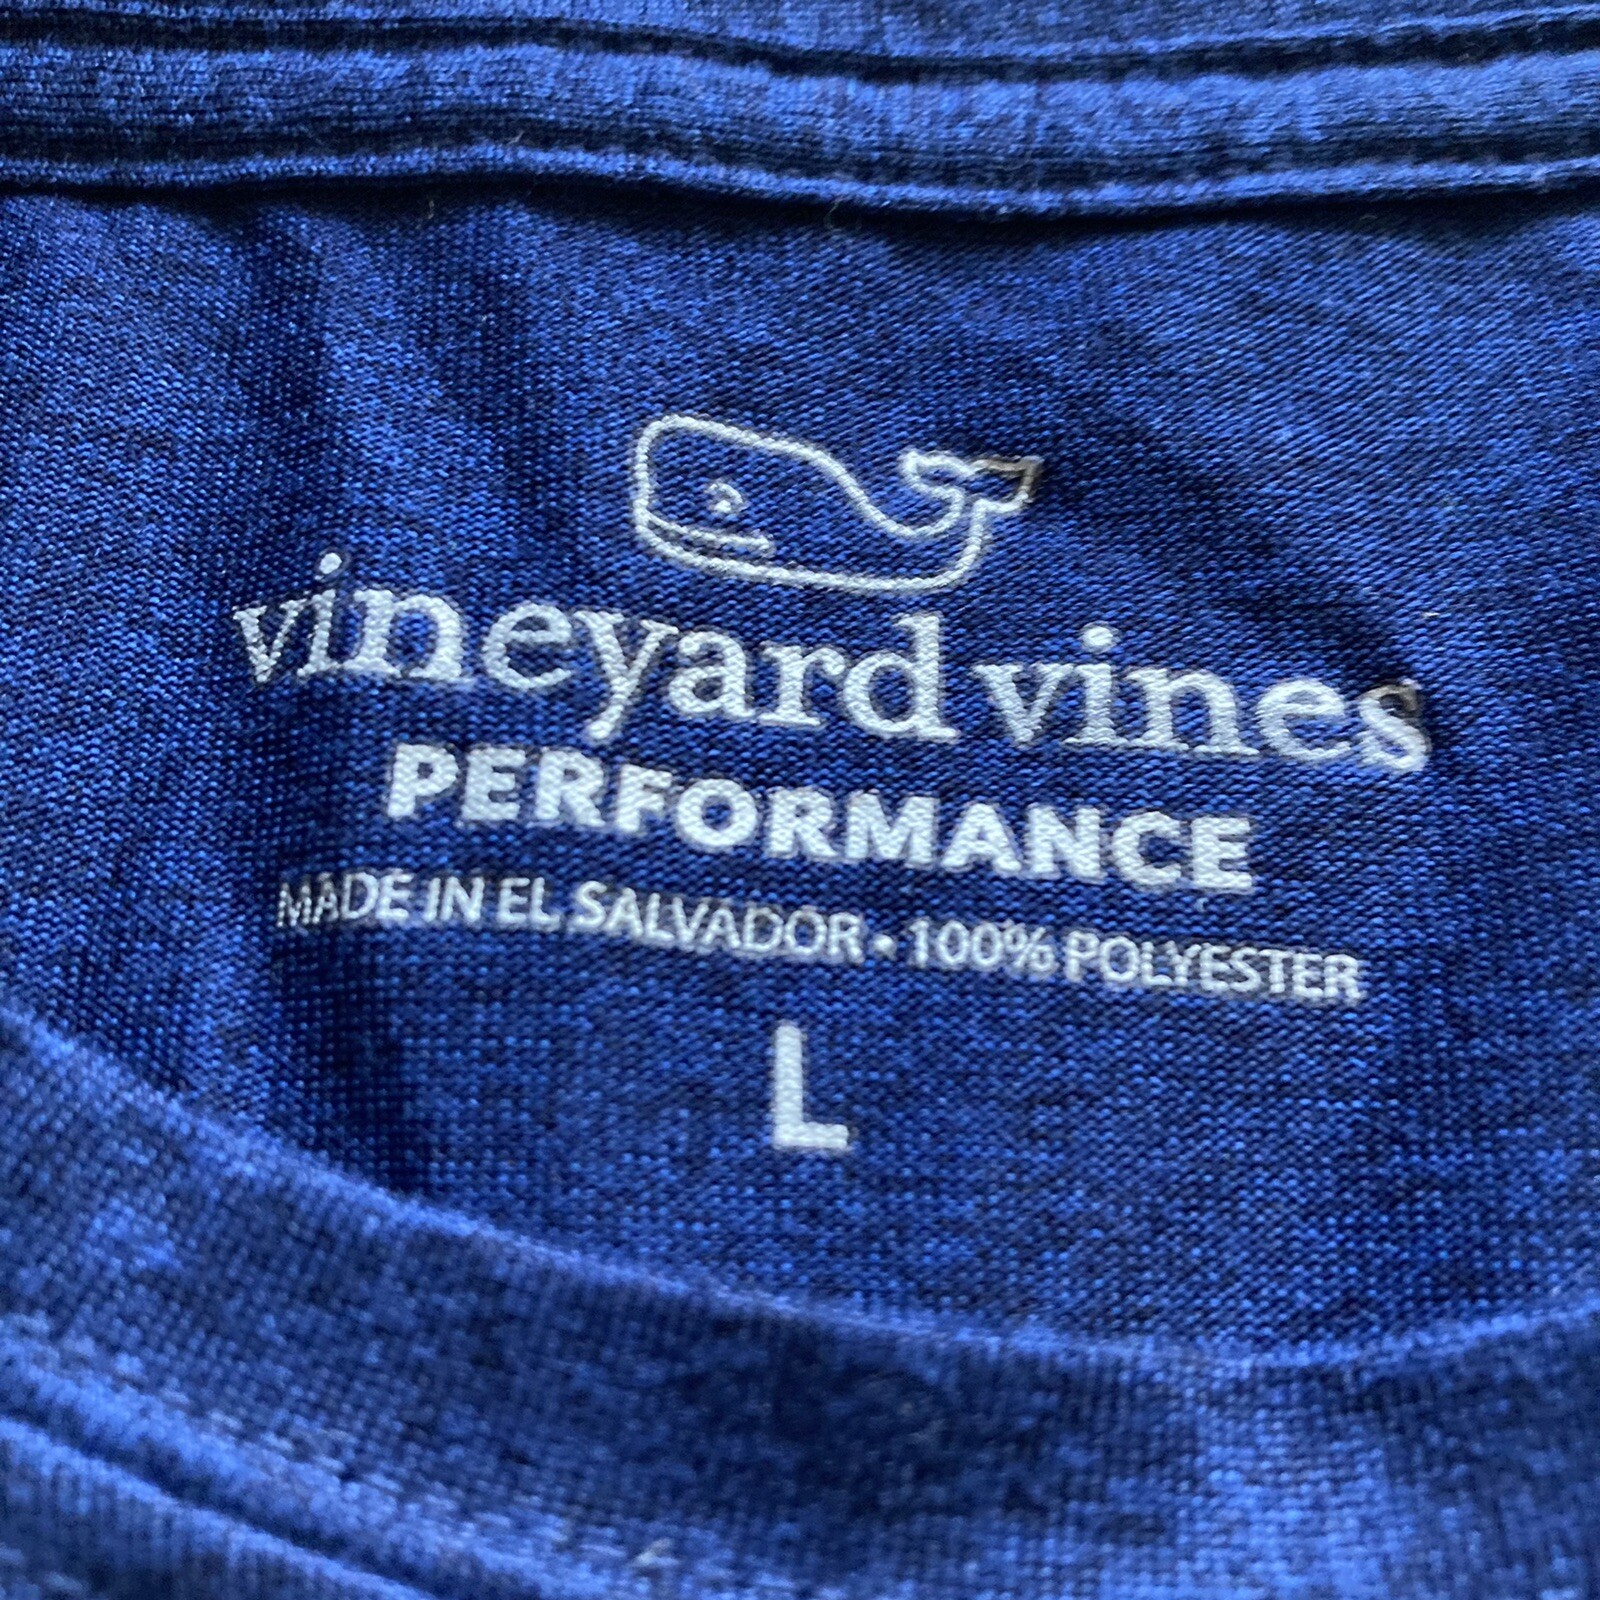 vineyard vines
PERFORMANCE
MADE IN EL SALVADOR • 100% POLYESTER
L